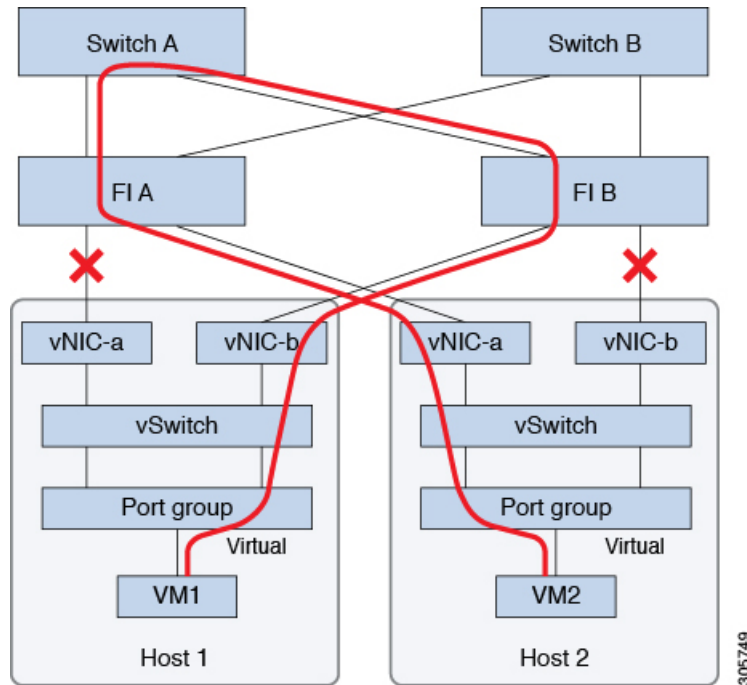 Switch A
Switch B
FI A
FI B
vNIC-a
vNIC-b
vNIC-a
vNIC-b
vSwitch
vSwitch
Port group
Port group
Virtual
Virtual
VM1
VM2
Host 1
Host 2
305749